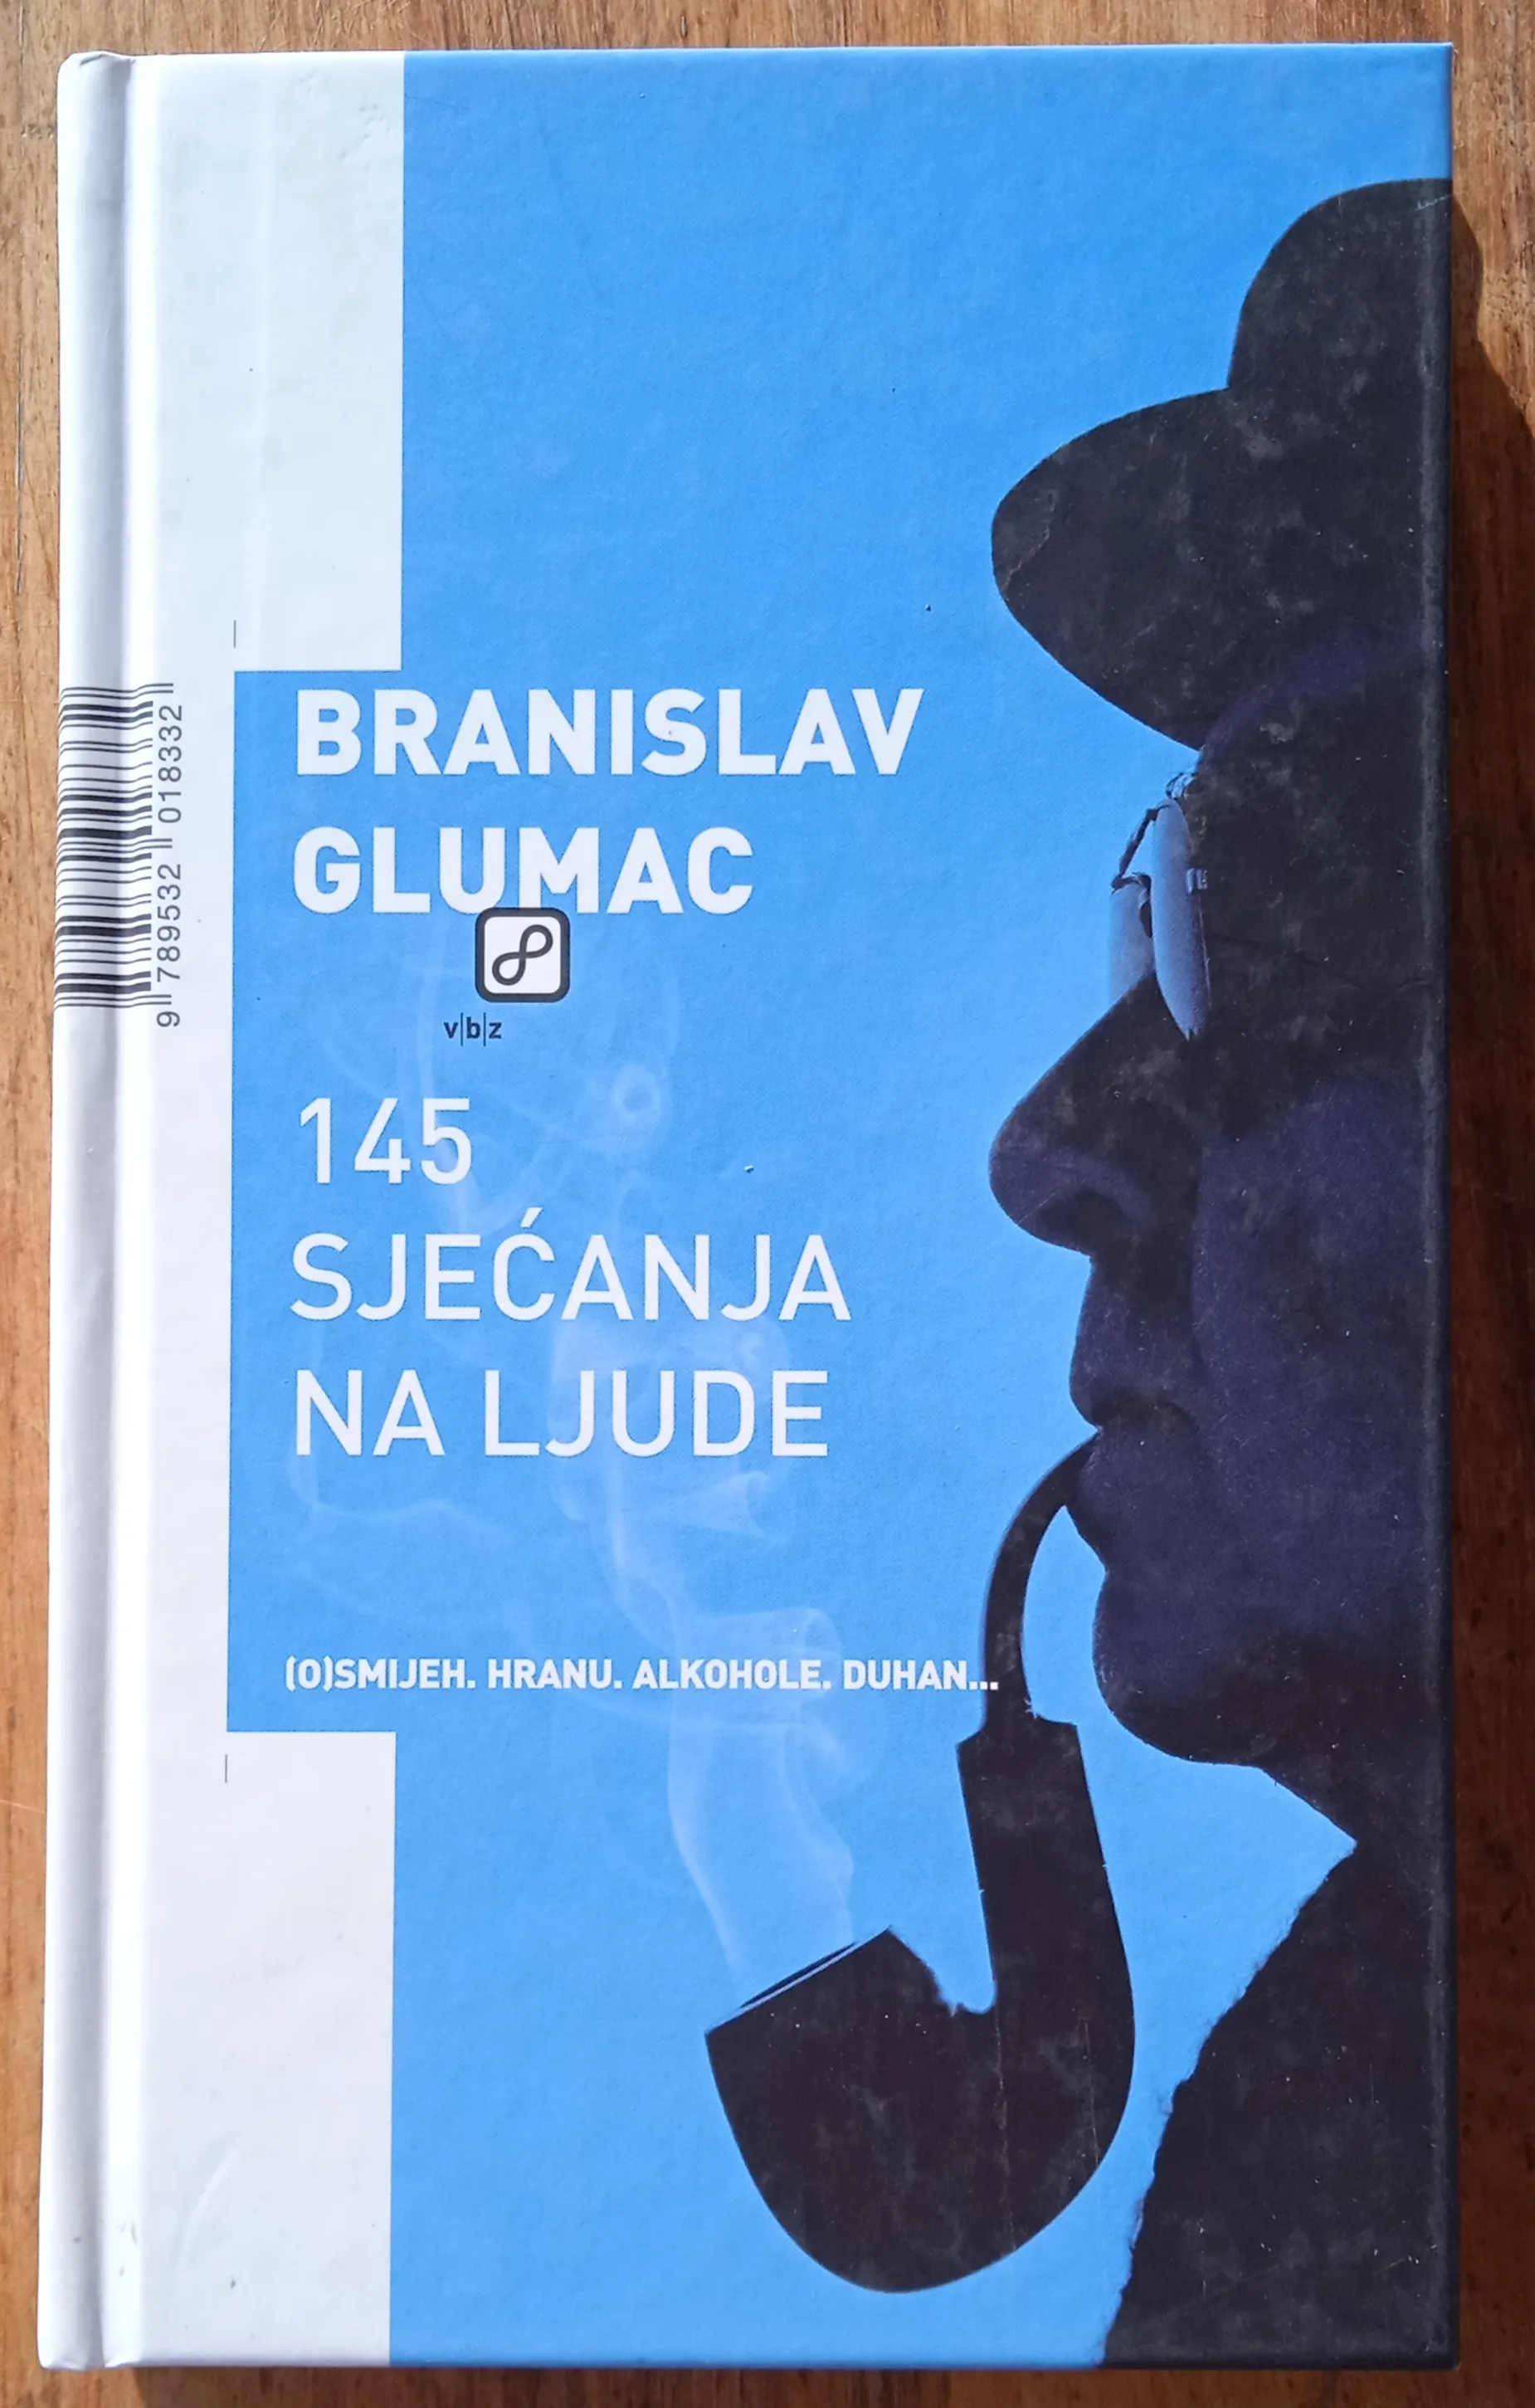 BRANISLAV
GLUMAC
v|b|z
145
SJEĆANJA
NA LJUDE
(O)SMIJEH. HRANU. ALKOHOLE. DUHAN...
9 789532 018332